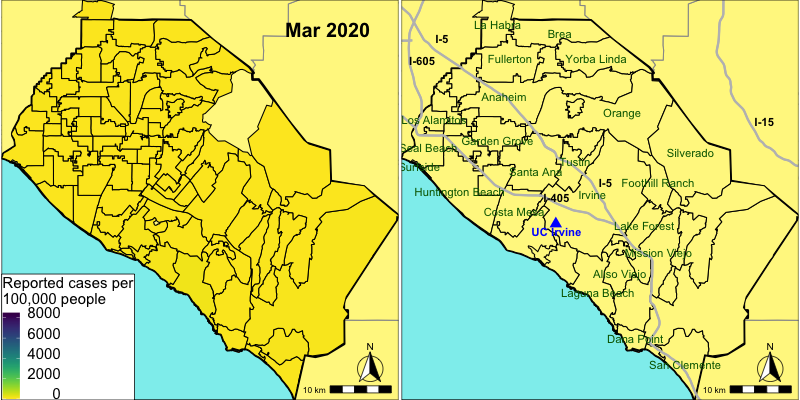 Mar 2020
Reported cases per
100,000 people
8000
6000
4000
2000
0
N
10 km
La Habra
Brea
I-5
I-605
Fullerton
Yorba Linda
Anaheim
Orange
Los Alamitos
I-15
Garden Grove
Seal Beach
Silverado
Sunside
Tustin
Santa Ana
I-5
Foothill Ranch
Huntington Beach
I-405
Irvine
Costa Mesa
UC Irvine
Lake Forest
Mission Viejo
Aliso Viejo
Laguna Beach
Dana Point
San Clemente
N
10 km